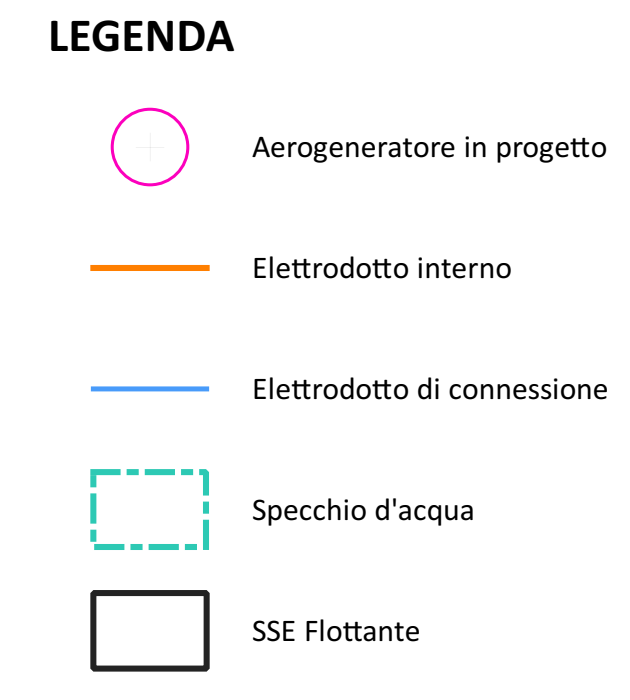 LEGENDA
Aerogeneratore in progetto
Elettrodotto interno
Elettrodotto di connessione
Specchio d'acqua
SSE Flottante